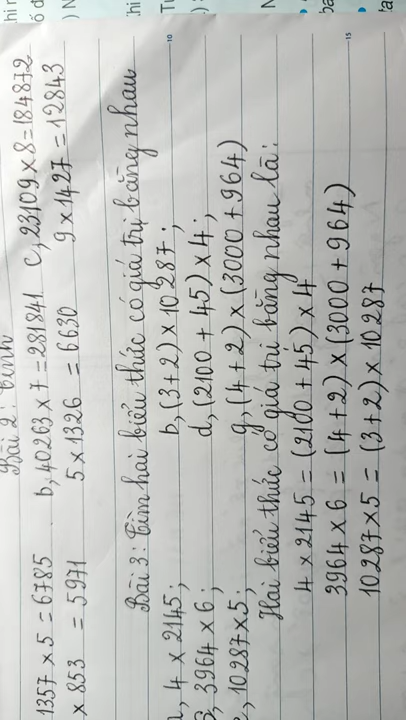 Bài 2: Tính
1357 x 5 = 6785 b, 40263 x 7 = 281841 c, 23109 x 8 = 184872
x 853 = 5971 5 x 1326 = 6630 9 x 1427 = 12843
Bài 3: Tìm hai biểu thức có giá trị bằng nhau
a, 4 x 2145; b, (3+2) x 10287;
3964 x 6; d, (2100 + 45) x 4;
, 10287 x 5; g, (4+2) x (3000 + 964)
Hai biểu thức có giá trị bằng nhau là:
4 x 2145 = (2100 + 45) x 4
3964 x 6 = (4+2) x (3000 + 964)
10287 x 5 = (3+2) x 10287